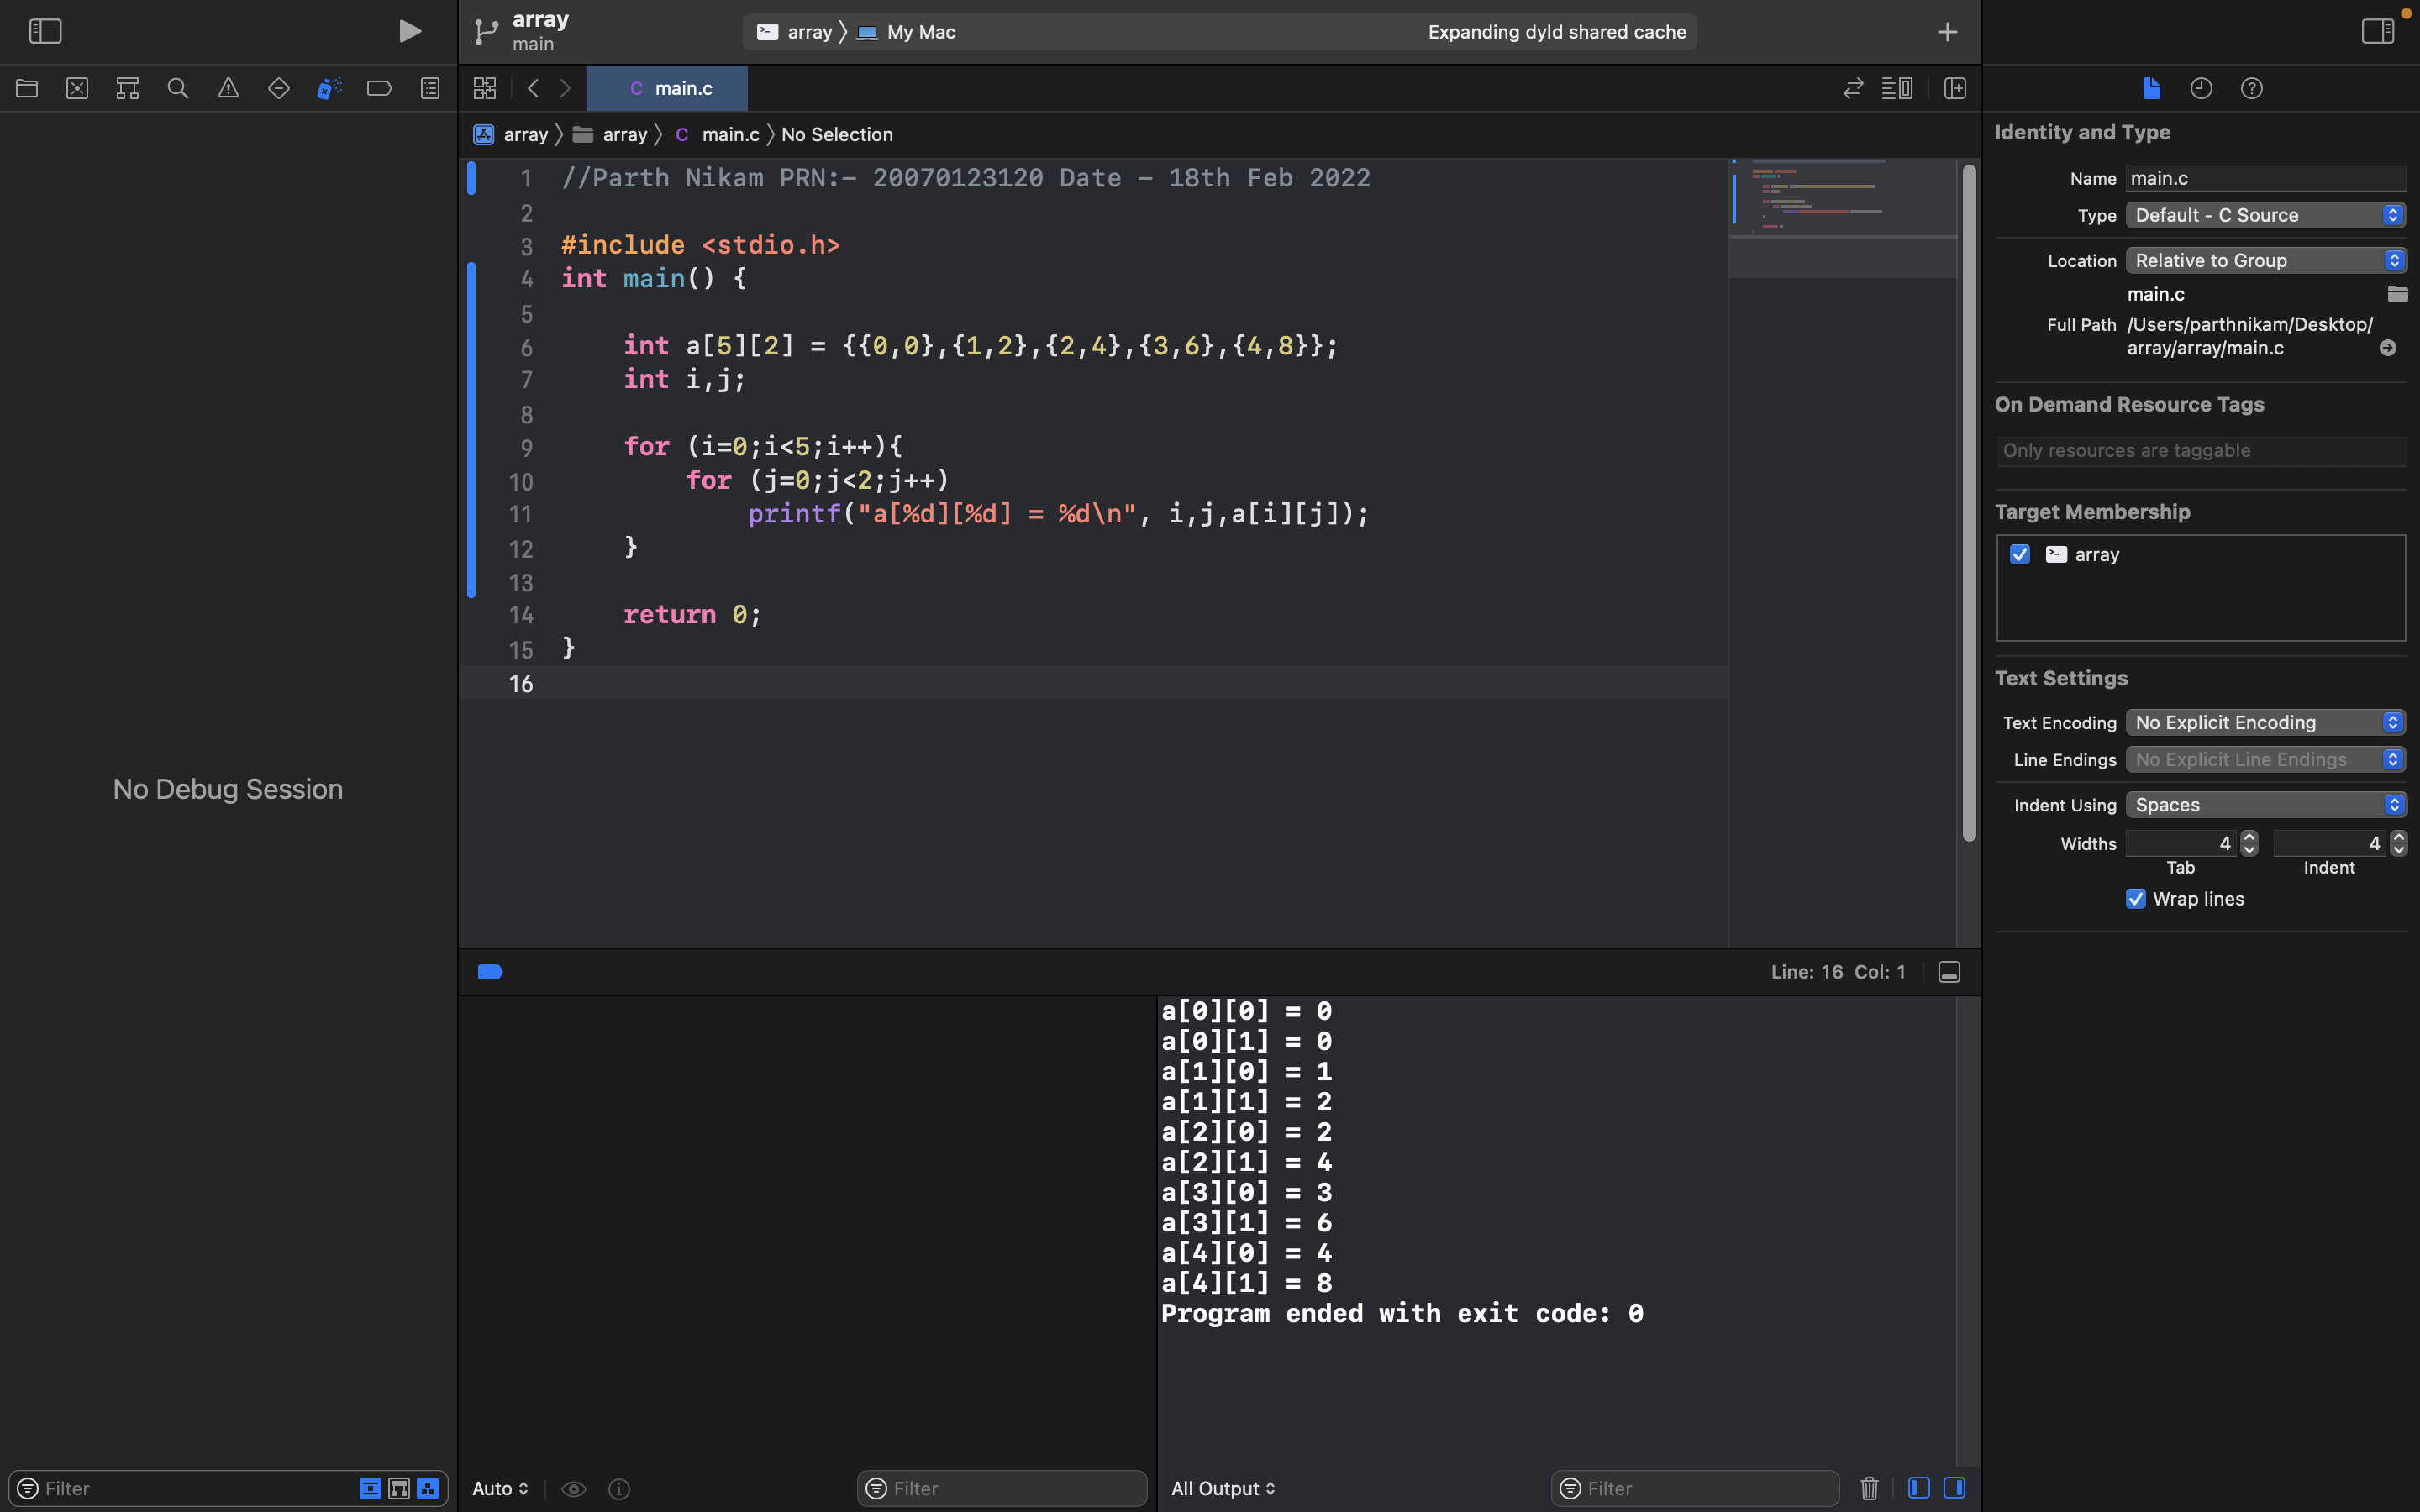 array
main
array 〉 My Mac
Expanding dyld shared cache
C main.c
array 〉 array 〉 C main.c 〉 No Selection
1 //Parth Nikam PRN:- 20070123120 Date - 18th Feb 2022
2
3 #include <stdio.h>
4 int main() {
5
6     int a[5][2] = {{0,0},{1,2},{2,4},{3,6},{4,8}};
7     int i,j;
8
9     for (i=0;i<5;i++){
10         for (j=0;j<2;j++)
11             printf("a[%d][%d] = %d\n", i,j,a[i][j]);
12     }
13
14     return 0;
15 }
16
No Debug Session
Line: 16 Col: 1
a[0][0] = 0
a[0][1] = 0
a[1][0] = 1
a[1][1] = 2
a[2][0] = 2
a[2][1] = 4
a[3][0] = 3
a[3][1] = 6
a[4][0] = 4
a[4][1] = 8
Program ended with exit code: 0
Filter
Auto
Filter
All Output
Filter
Identity and Type
Name main.c
Type Default - C Source
Location Relative to Group
main.c
Full Path /Users/parthnikam/Desktop/
array/array/main.c
On Demand Resource Tags
Only resources are taggable
Target Membership
array
Text Settings
Text Encoding No Explicit Encoding
Line Endings No Explicit Line Endings
Indent Using Spaces
Widths 4 4
Tab Indent
Wrap lines